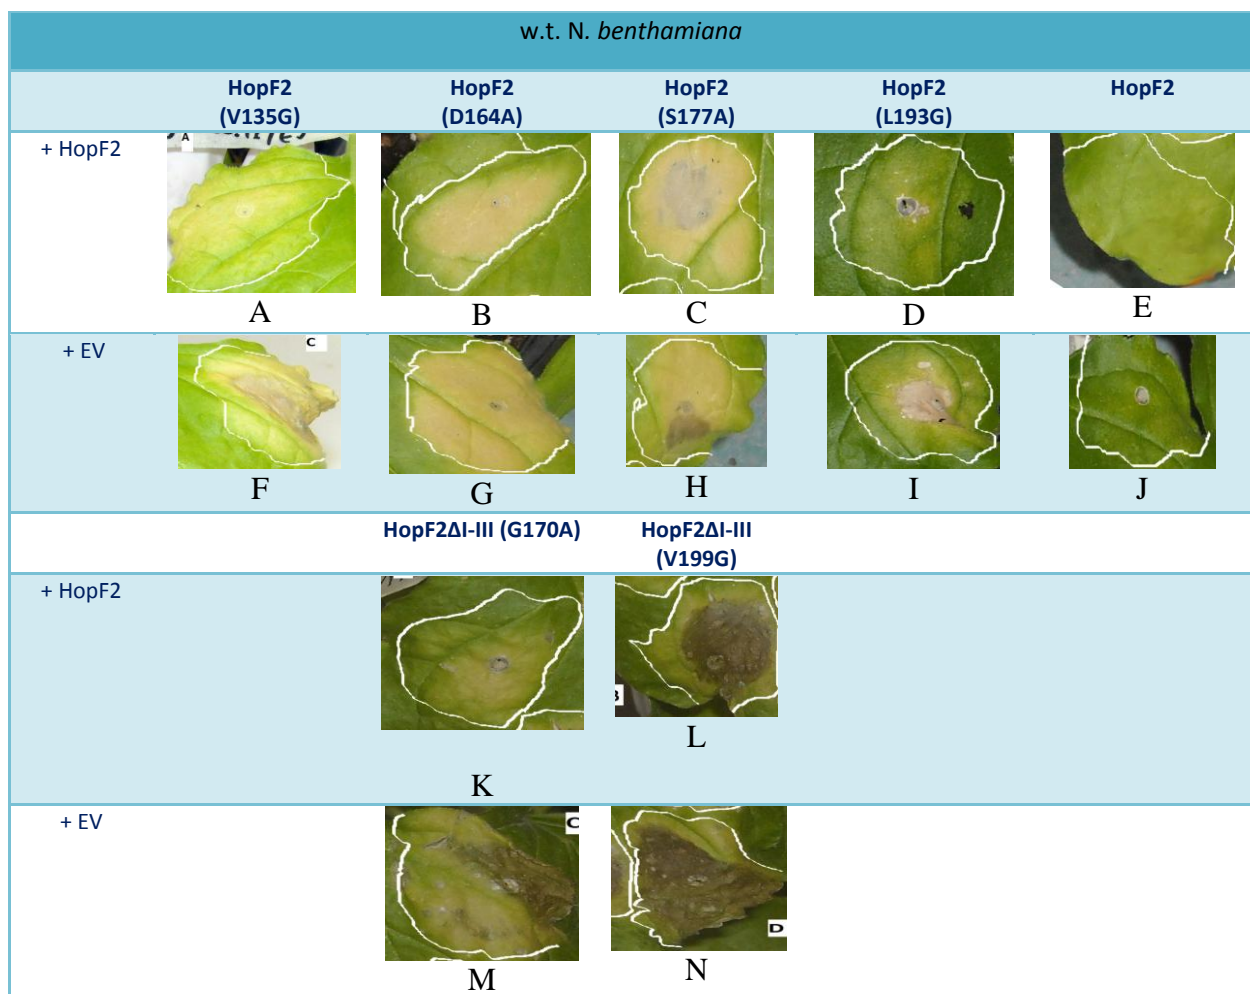 w.t. N. benthamiana
HopF2 (V135G) HopF2 (D164A) HopF2 (S177A) HopF2 (L193G) HopF2
+ HopF2
A
A B C D E
+ EV
C
F G H I J
HopF2ΔI-III (G170A) HopF2ΔI-III (V199G)
+ HopF2
L
K
+ EV
C
D
M N